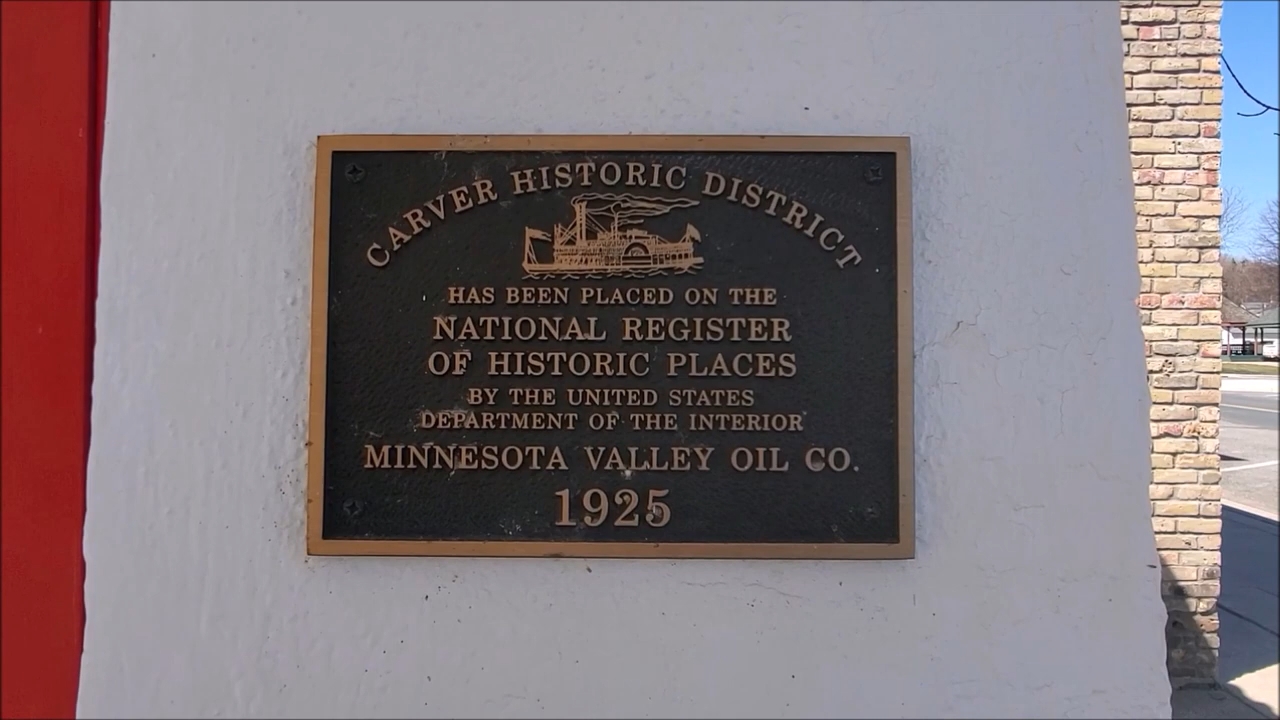 CARVER HISTORIC DISTRICT
HAS BEEN PLACED ON THE
NATIONAL REGISTER
OF HISTORIC PLACES
BY THE UNITED STATES
DEPARTMENT OF THE INTERIOR
MINNESOTA VALLEY OIL CO.
1925